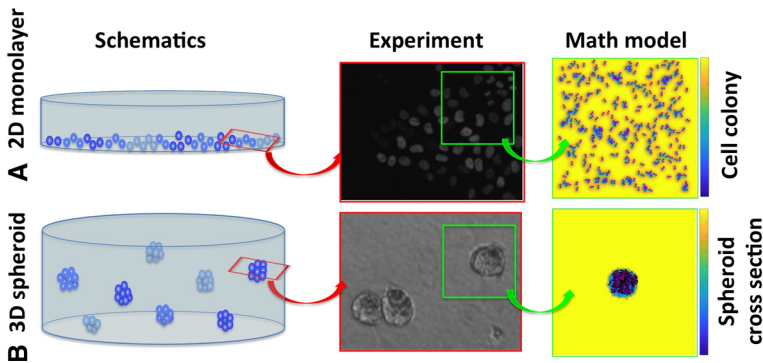 Schematics
Experiment
Math model
A
2D monolayer
Cell colony
B
3D spheroid
Spheroid
cross section